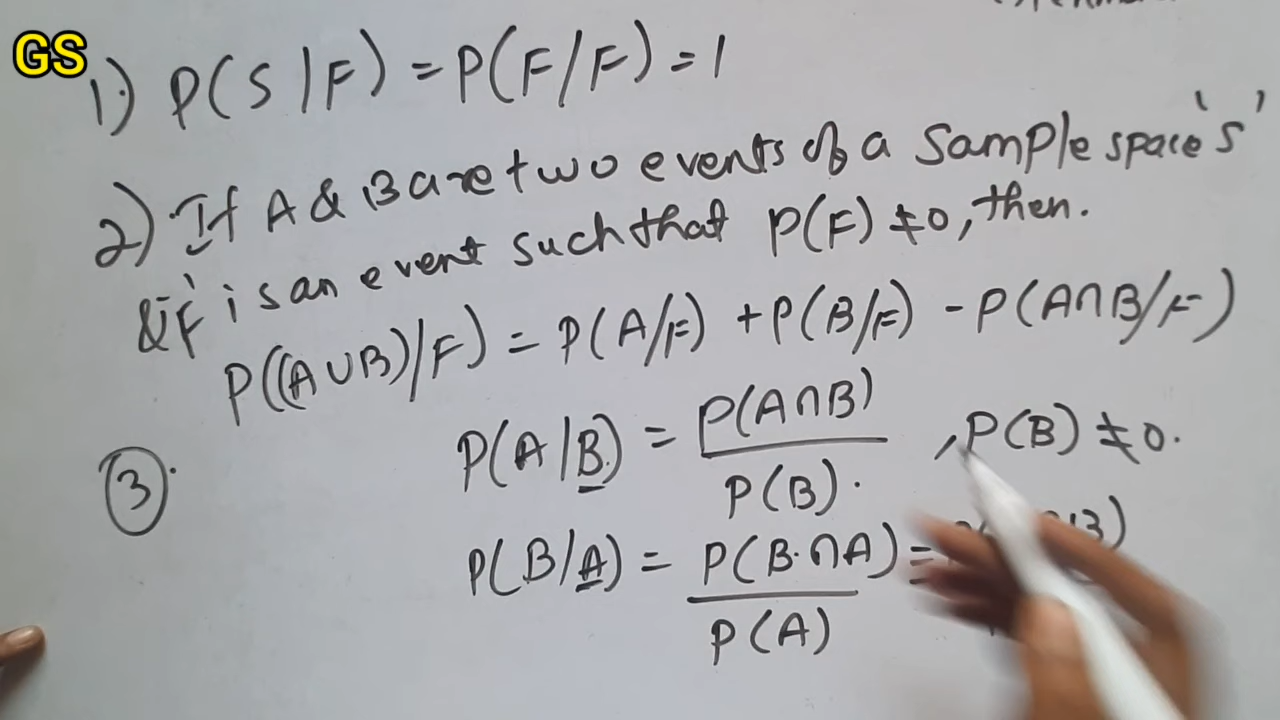 GS
1) P(S|F) = P(F/F) = 1
2) If A & B are two events of a Sample space 's'
& 'F' is an event such that P(F) ≠ 0, then.
P((A∪B)/F) = P(A/F) + P(B/F) - P(A∩B/F)
3. P(A|B) = P(A∩B) / P(B). , P(B) ≠ 0.
P(B/A) = P(B∩A) / P(A) =